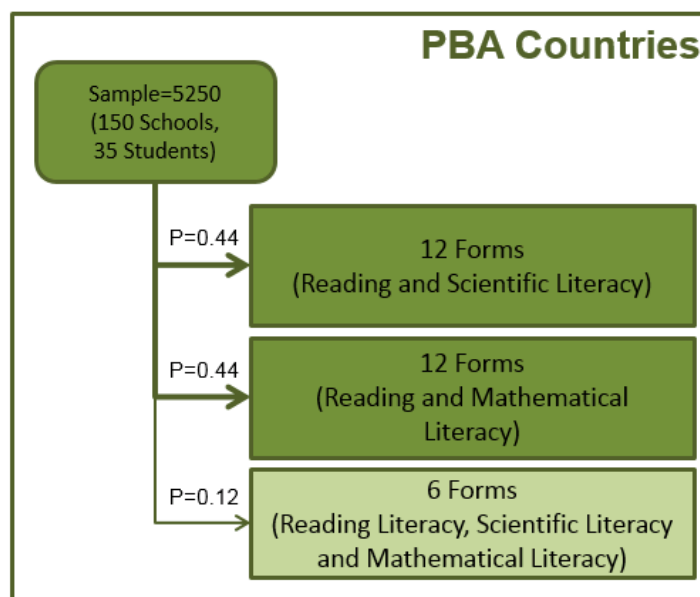 PBA Countries
Sample=5250
(150 Schools,
35 Students)
P=0.44
12 Forms
(Reading and Scientific Literacy)
P=0.44
12 Forms
(Reading and Mathematical
Literacy)
P=0.12
6 Forms
(Reading Literacy, Scientific Literacy
and Mathematical Literacy)